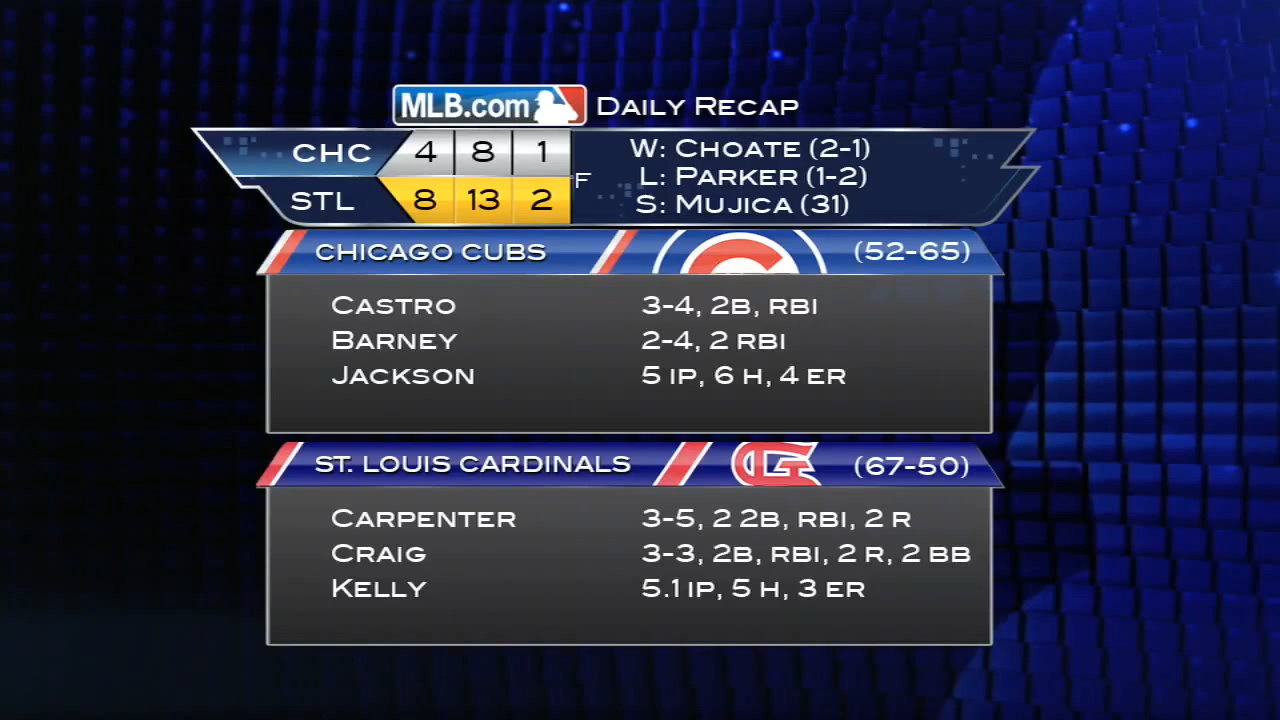 MLB.com DAILY RECAP
CHC 4 8 1
STL 8 13 2
F
W: CHOATE (2-1)
L: PARKER (1-2)
S: MUJICA (31)
CHICAGO CUBS (52-65)
CASTRO 3-4, 2B, RBI
BARNEY 2-4, 2 RBI
JACKSON 5 IP, 6 H, 4 ER
ST. LOUIS CARDINALS (67-50)
CARPENTER 3-5, 2 2B, RBI, 2 R
CRAIG 3-3, 2B, RBI, 2 R, 2 BB
KELLY 5.1 IP, 5 H, 3 ER